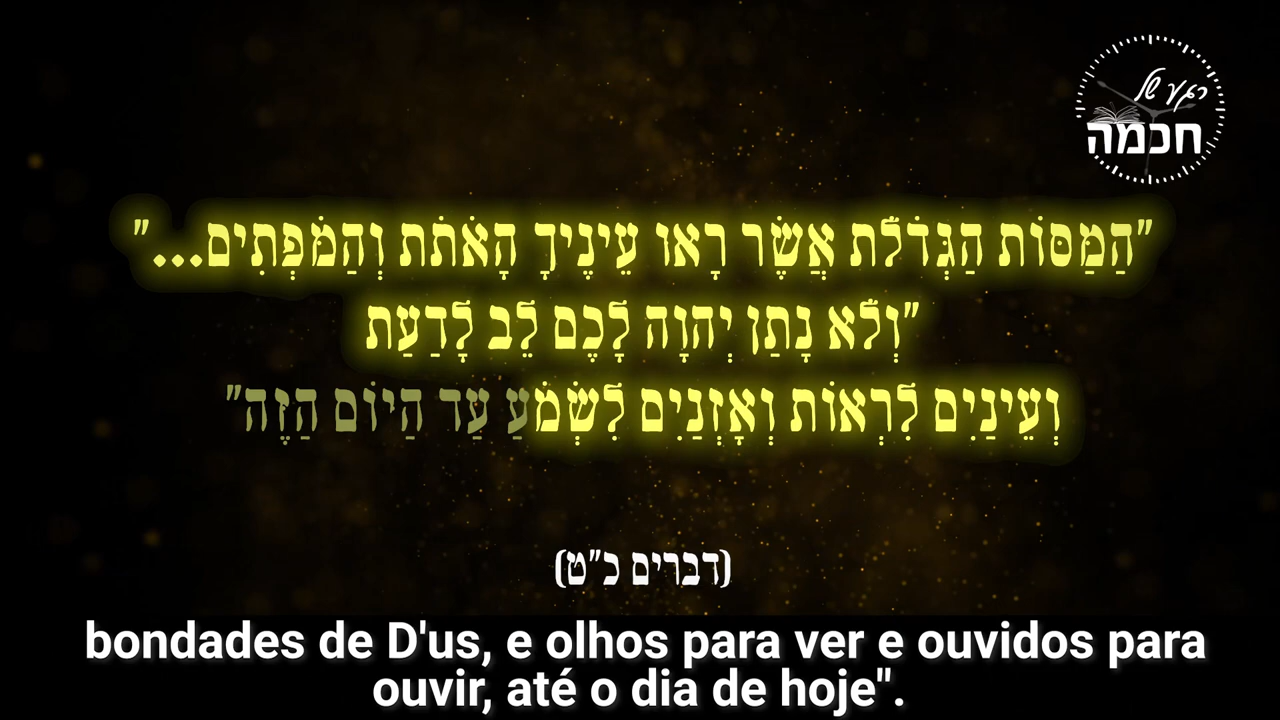 רגע של
חכמה
"הַמַּסּוֹת הַגְּדֹלֹת אֲשֶׁר רָאוּ עֵינֶיךָ הָאֹתֹת וְהַמֹּפְתִים..."
"וְלֹא נָתַן יְהוָה לָכֶם לֵב לָדַעַת
וְעֵינַיִם לִרְאוֹת וְאָזְנַיִם לִשְׁמֹעַ עַד הַיּוֹם הַזֶּה"
(דברים כ"ט)
bondades de D'us, e olhos para ver e ouvidos para
ouvir, até o dia de hoje".